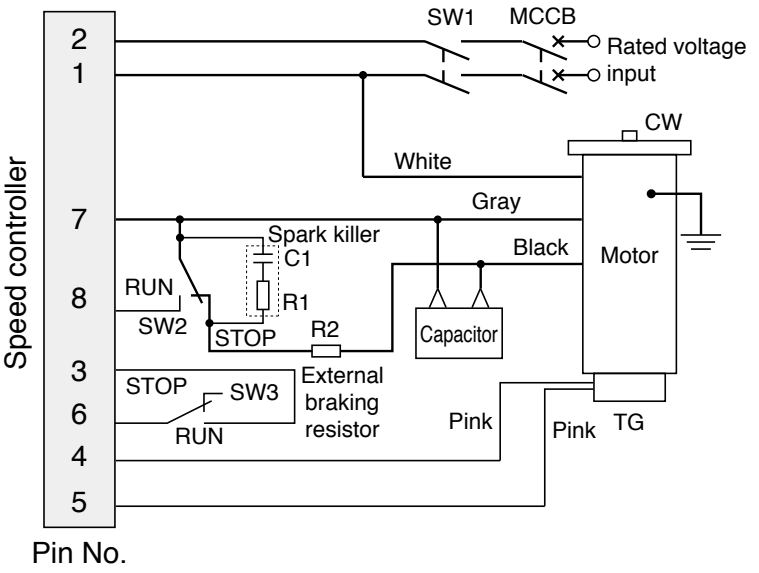 SW1 MCCB
2
Rated voltage
1
input
CW
White
Gray
7
Spark killer
Black
C1
Motor
RUN
8
R1
SW2
STOP
R2
Capacitor
Speed controller
3
External
STOP
SW3
braking
6
resistor
RUN
Pink
Pink
TG
4
5
Pin No.